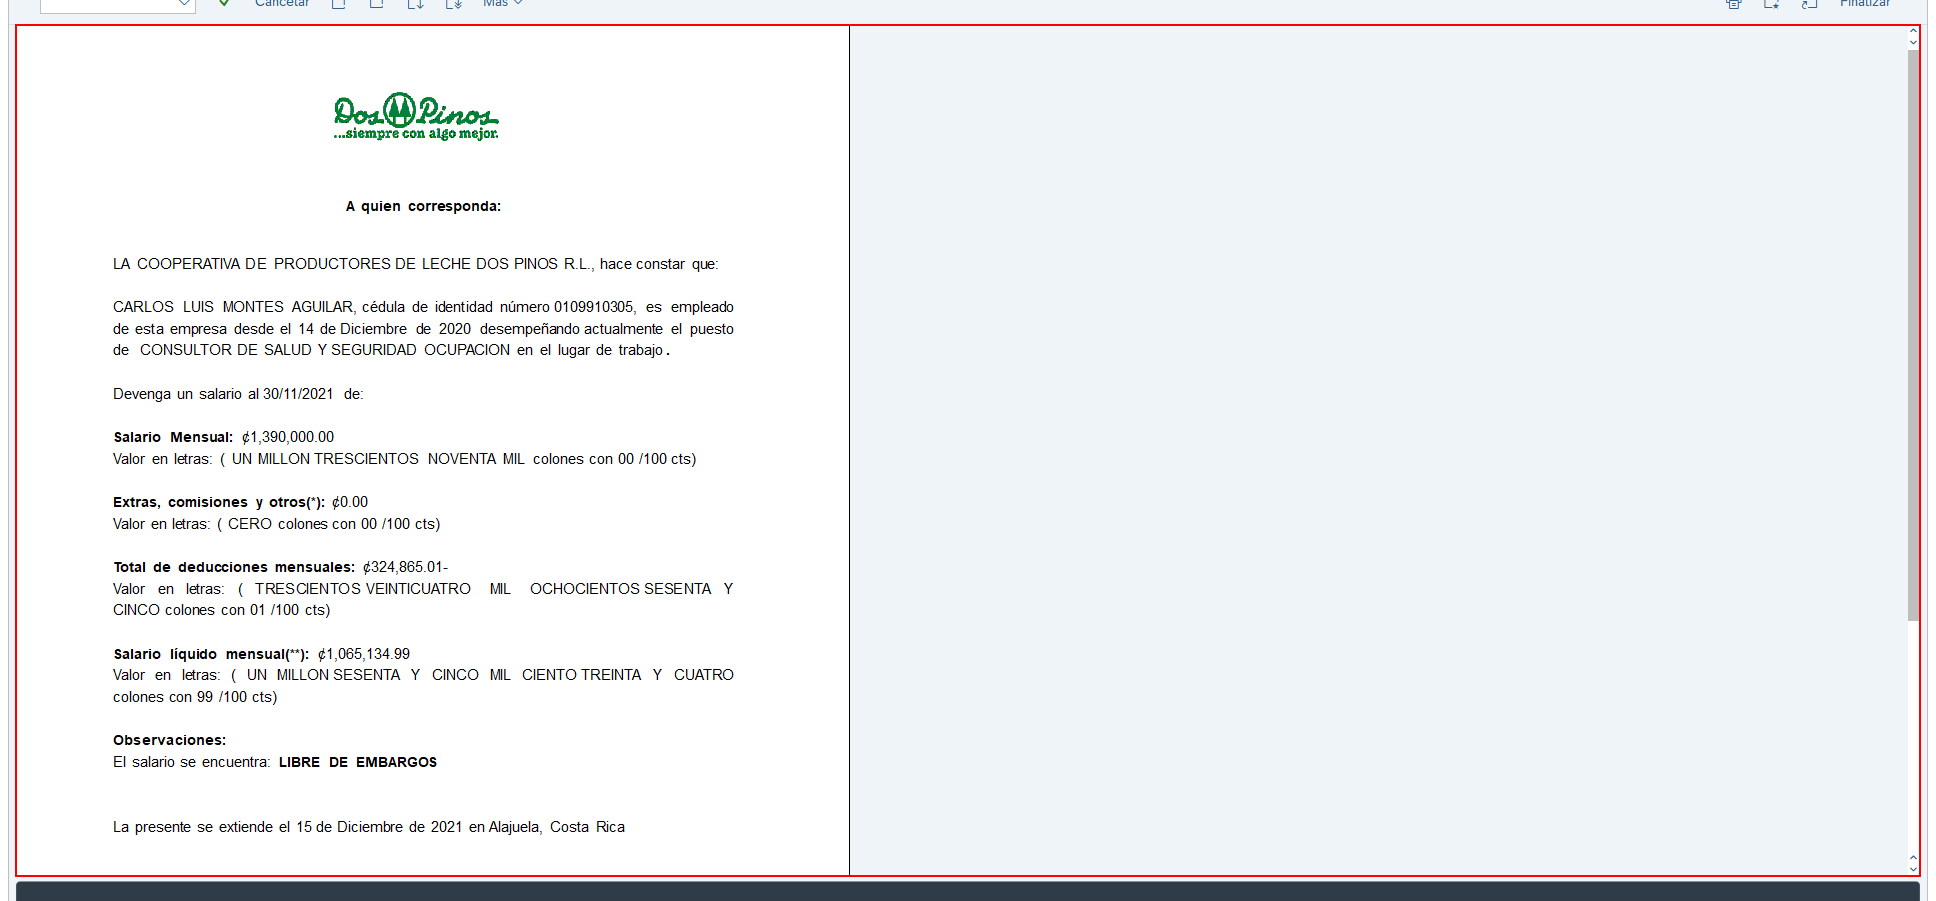 Cancelar Más Finalizar
Dos Pinos
...siempre con algo mejor.
A quien corresponda:
LA COOPERATIVA DE PRODUCTORES DE LECHE DOS PINOS R.L., hace constar que:
CARLOS LUIS MONTES AGUILAR, cédula de identidad número 0109910305, es empleado
de esta empresa desde el 14 de Diciembre de 2020 desempeñando actualmente el puesto
de CONSULTOR DE SALUD Y SEGURIDAD OCUPACION en el lugar de trabajo.
Devenga un salario al 30/11/2021 de:
Salario Mensual: ¢1,390,000.00
Valor en letras: ( UN MILLON TRESCIENTOS NOVENTA MIL colones con 00 /100 cts)
Extras, comisiones y otros(*): ¢0.00
Valor en letras: ( CERO colones con 00 /100 cts)
Total de deducciones mensuales: ¢324,865.01-
Valor en letras: ( TRESCIENTOS VEINTICUATRO MIL OCHOCIENTOS SESENTA Y
CINCO colones con 01 /100 cts)
Salario líquido mensual(**): ¢1,065,134.99
Valor en letras: ( UN MILLON SESENTA Y CINCO MIL CIENTO TREINTA Y CUATRO
colones con 99 /100 cts)
Observaciones:
El salario se encuentra: LIBRE DE EMBARGOS
La presente se extiende el 15 de Diciembre de 2021 en Alajuela, Costa Rica